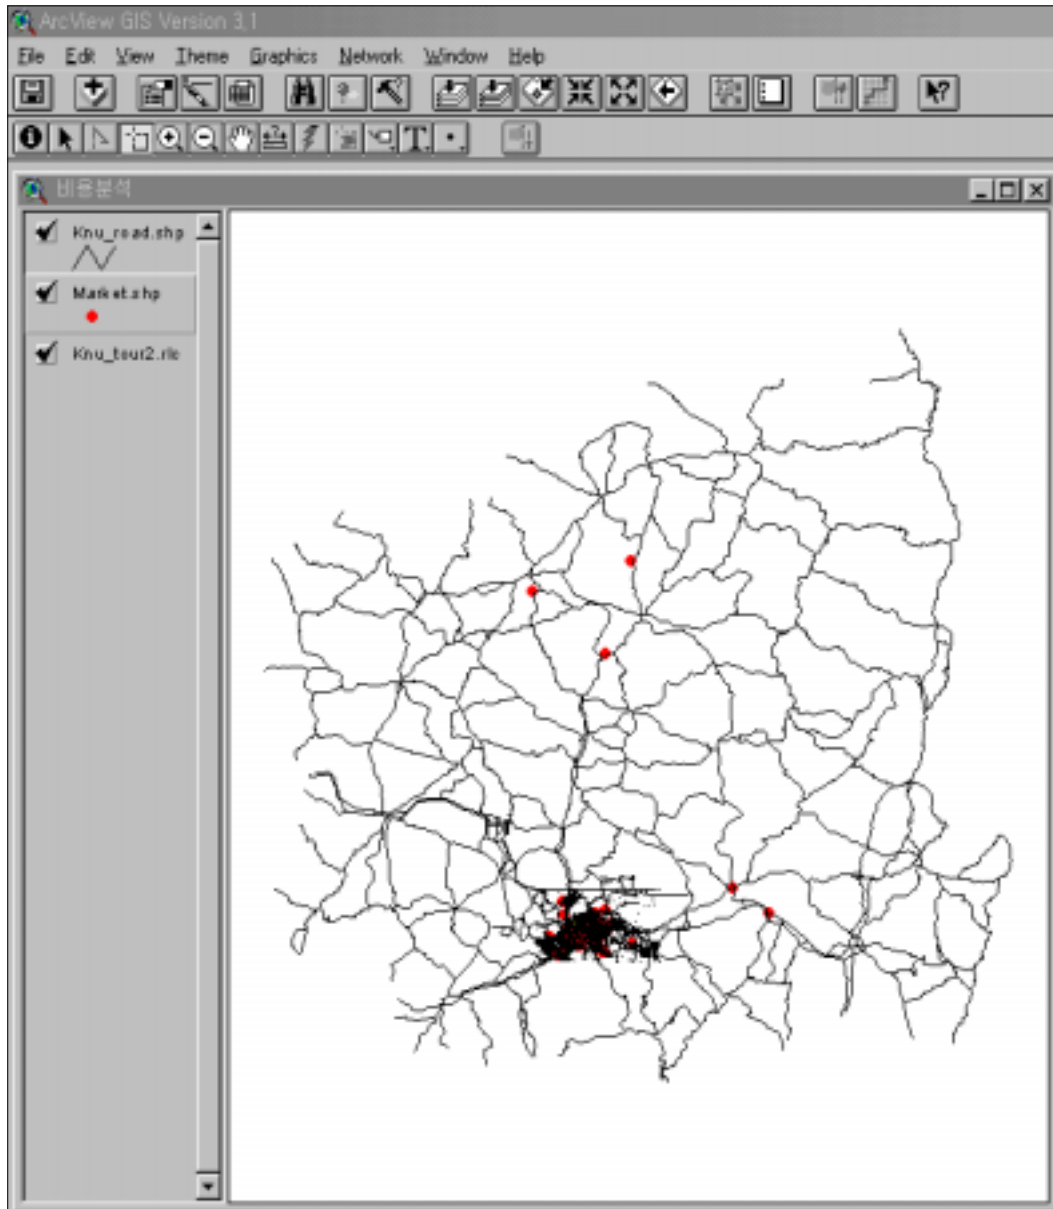 ArcView GIS Version 3.1
File Edit View Theme Graphics Network Window Help
비용분석
Knu_road.shp
Market.shp
Knu_tour2.rle